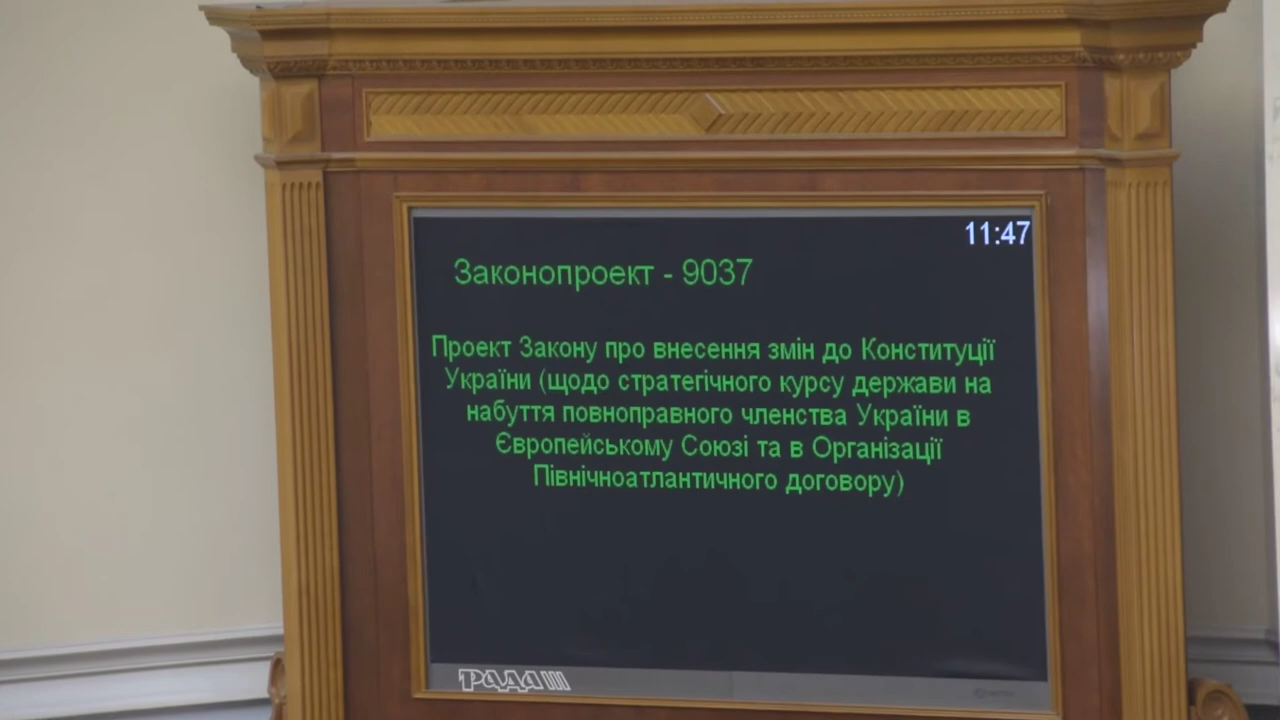 11:47
Законопроект - 9037
Проект Закону про внесення змін до Конституції
України (щодо стратегічного курсу держави на
набуття повноправного членства України в
Європейському Союзі та в Організації
Північноатлантичного договору)
РАДАІІІ